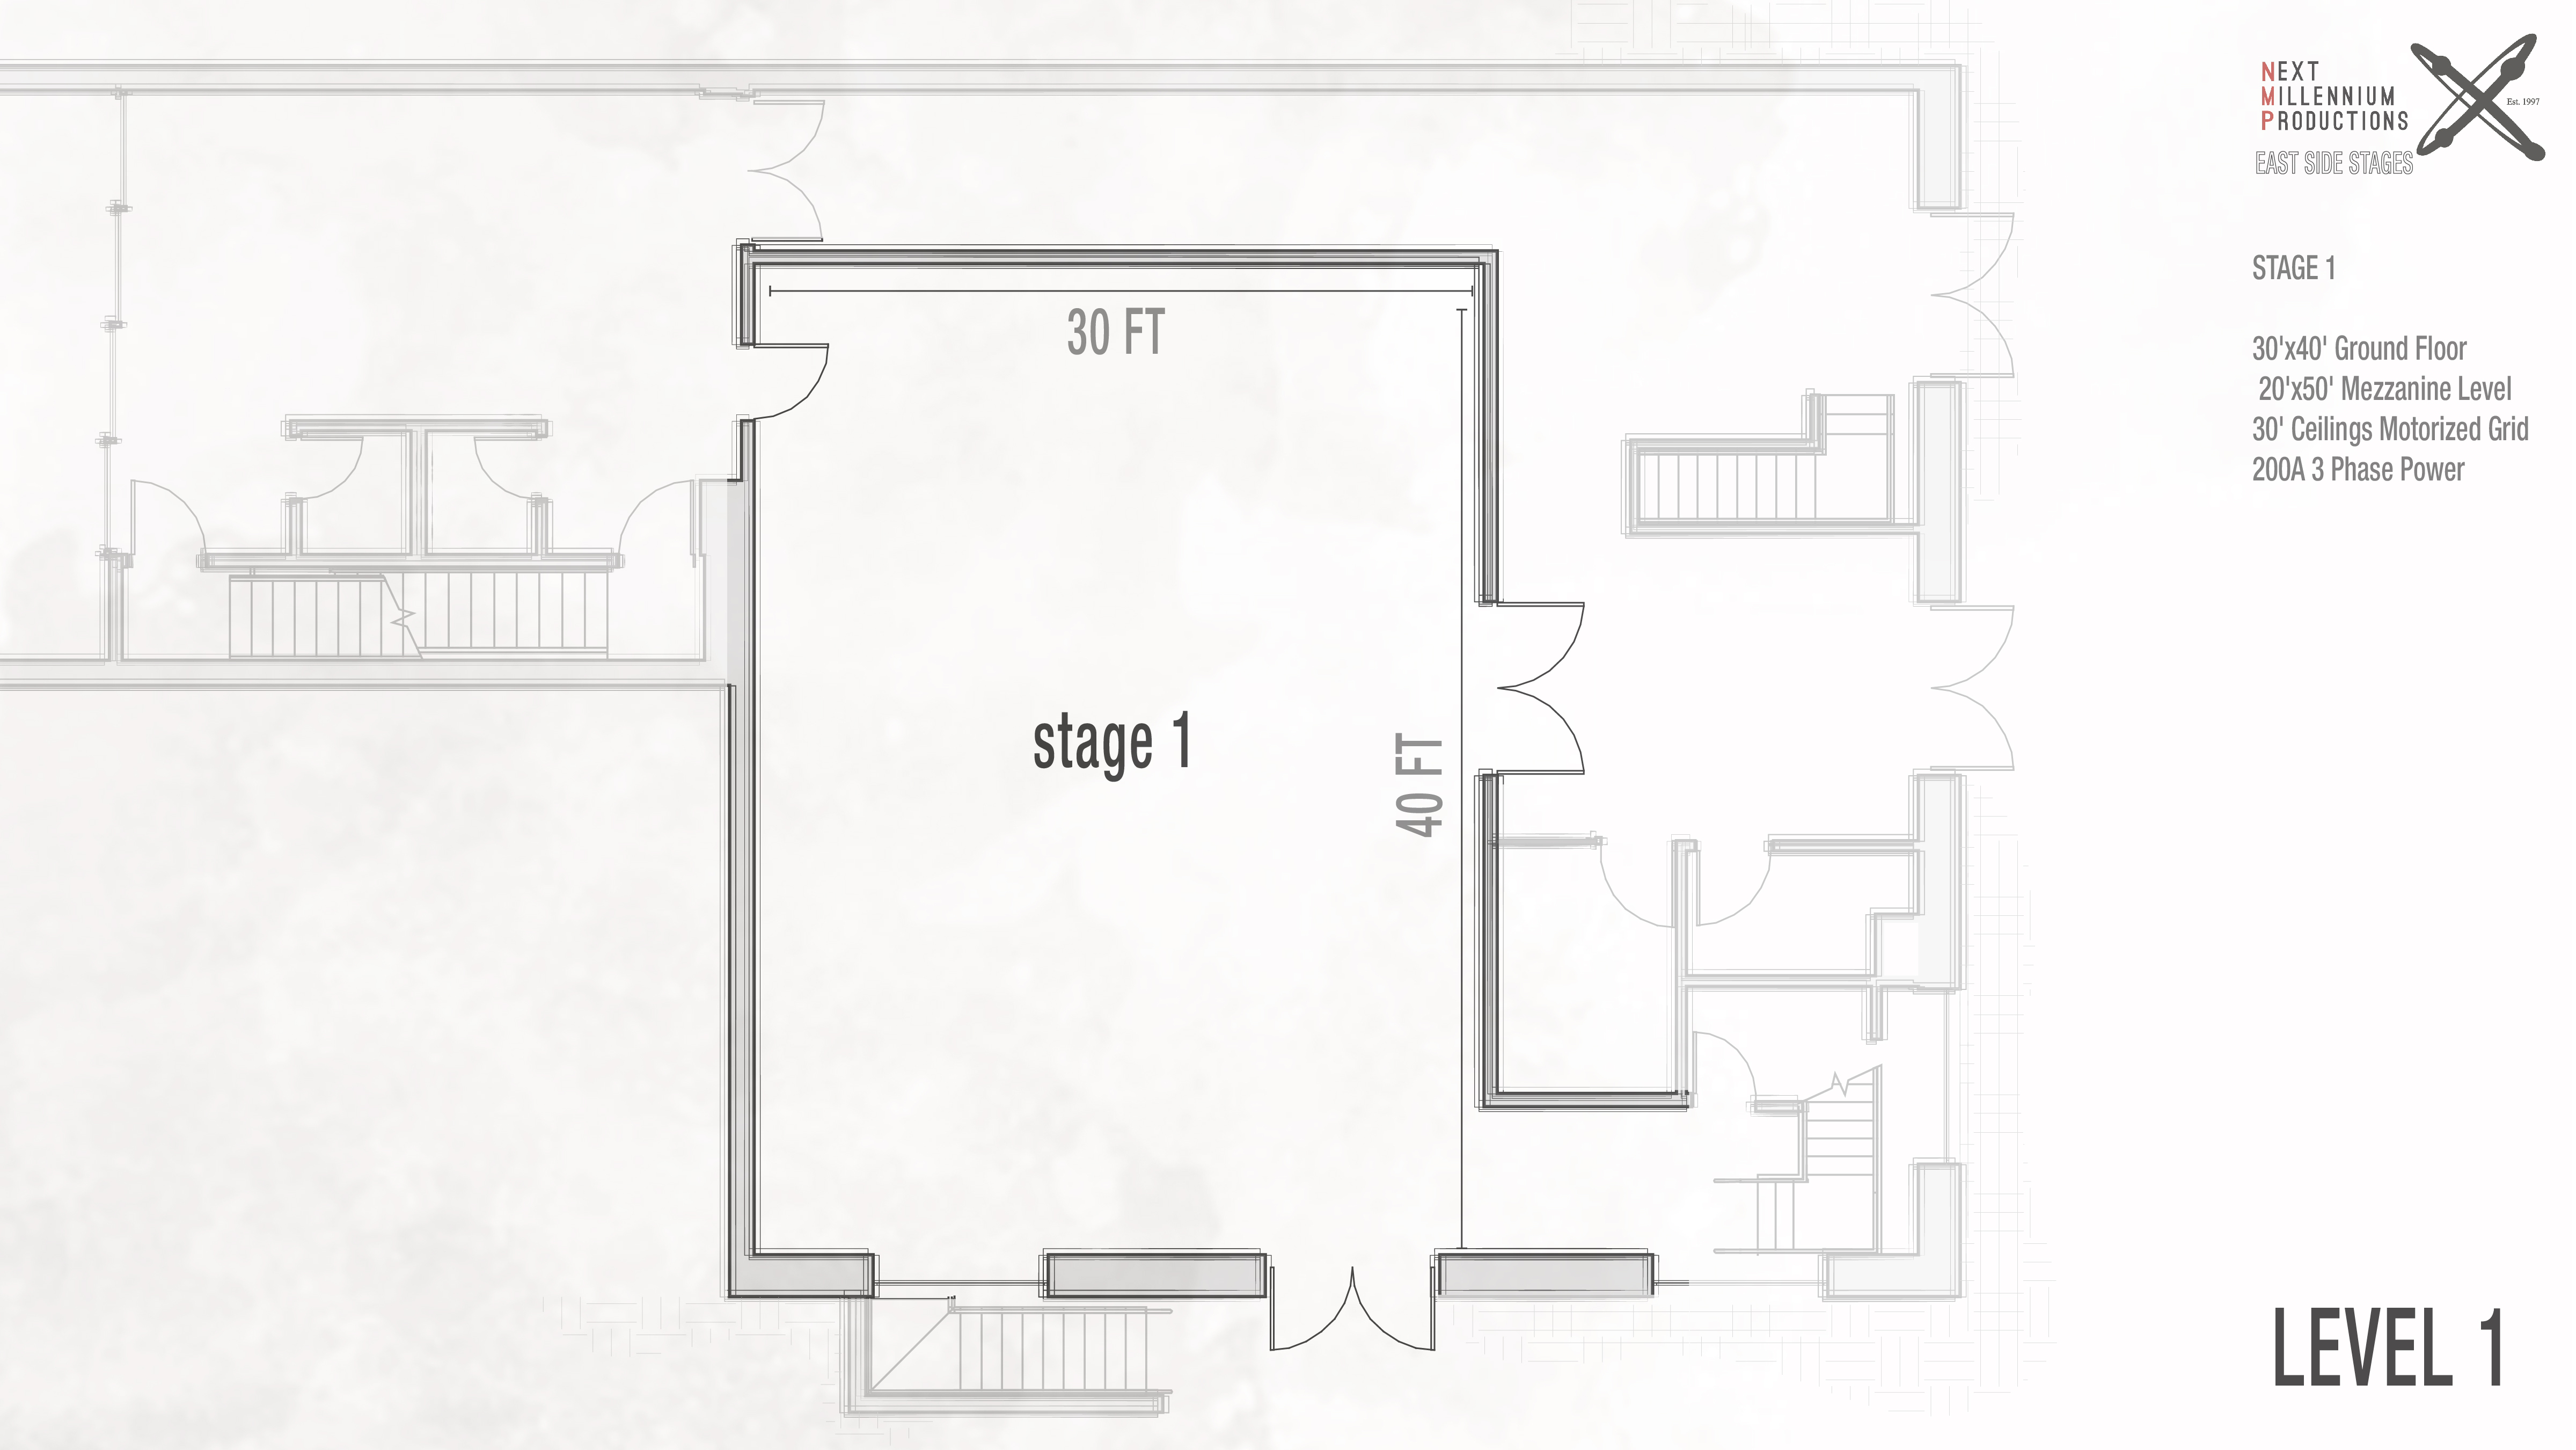 NEXT
MILLENNIUM
PRODUCTIONS
Est. 1997
EAST SIDE STAGES
STAGE 1
30'x40' Ground Floor
20'x50' Mezzanine Level
30' Ceilings Motorized Grid
200A 3 Phase Power
30 FT
40 FT
stage 1
LEVEL 1